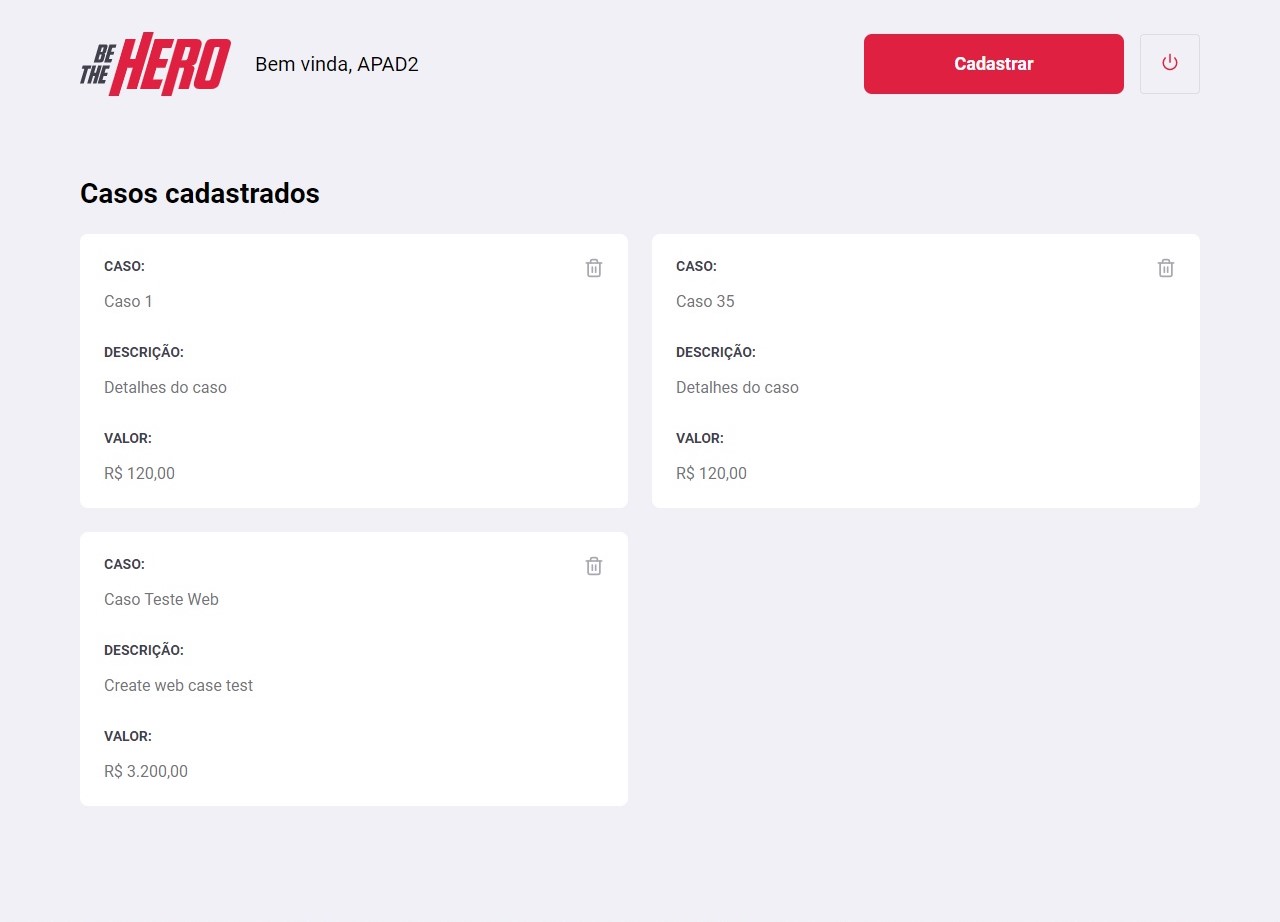 BE THE HERO
Bem vinda, APAD2
Cadastrar
Casos cadastrados
CASO:
Caso 1
DESCRIÇÃO:
Detalhes do caso
VALOR:
R$ 120,00
CASO:
Caso 35
DESCRIÇÃO:
Detalhes do caso
VALOR:
R$ 120,00
CASO:
Caso Teste Web
DESCRIÇÃO:
Create web case test
VALOR:
R$ 3.200,00